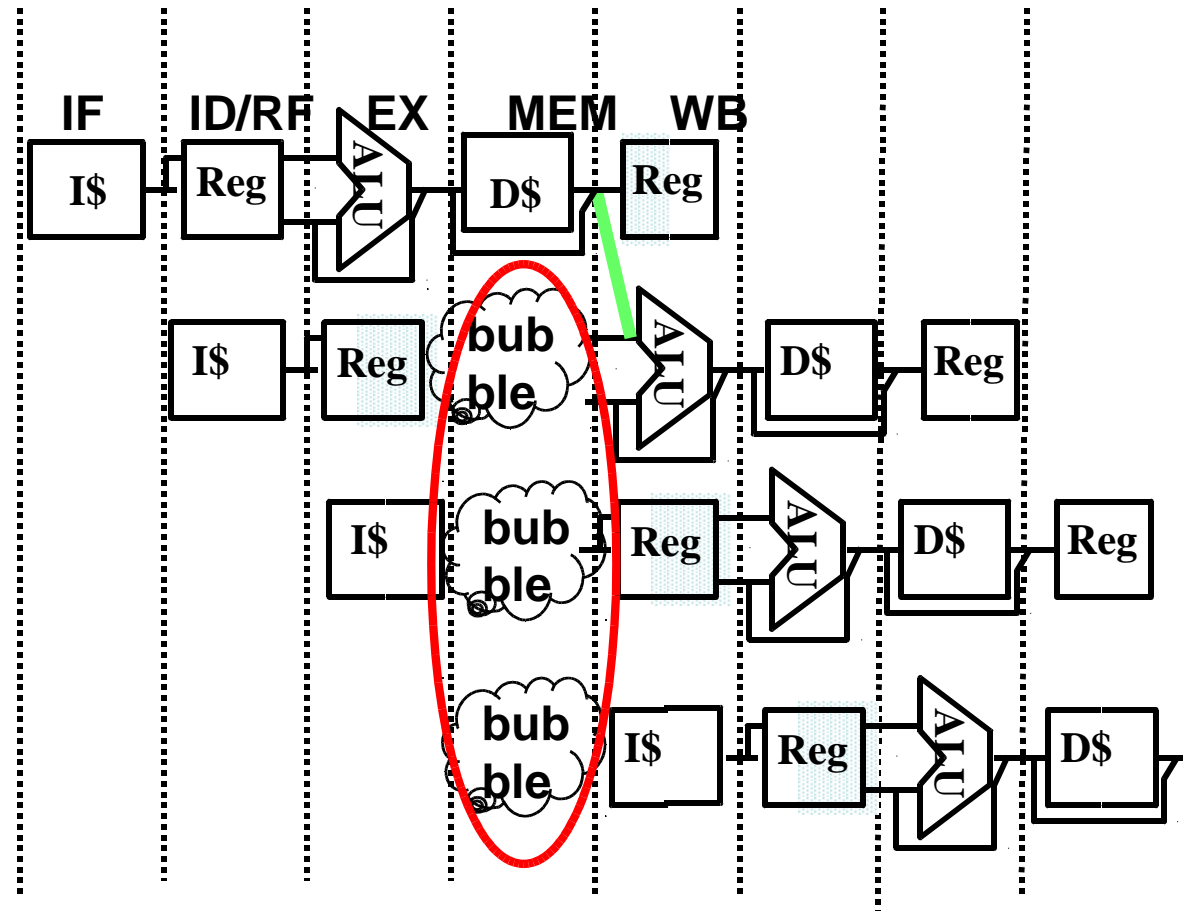 IF ID/RF EX MEM WB
I$ Reg ALU D$ Reg
I$ Reg bub ALU D$ Reg
ble
I$ bub Reg ALU D$ Reg
ble
bub I$ Reg ALU D$
ble